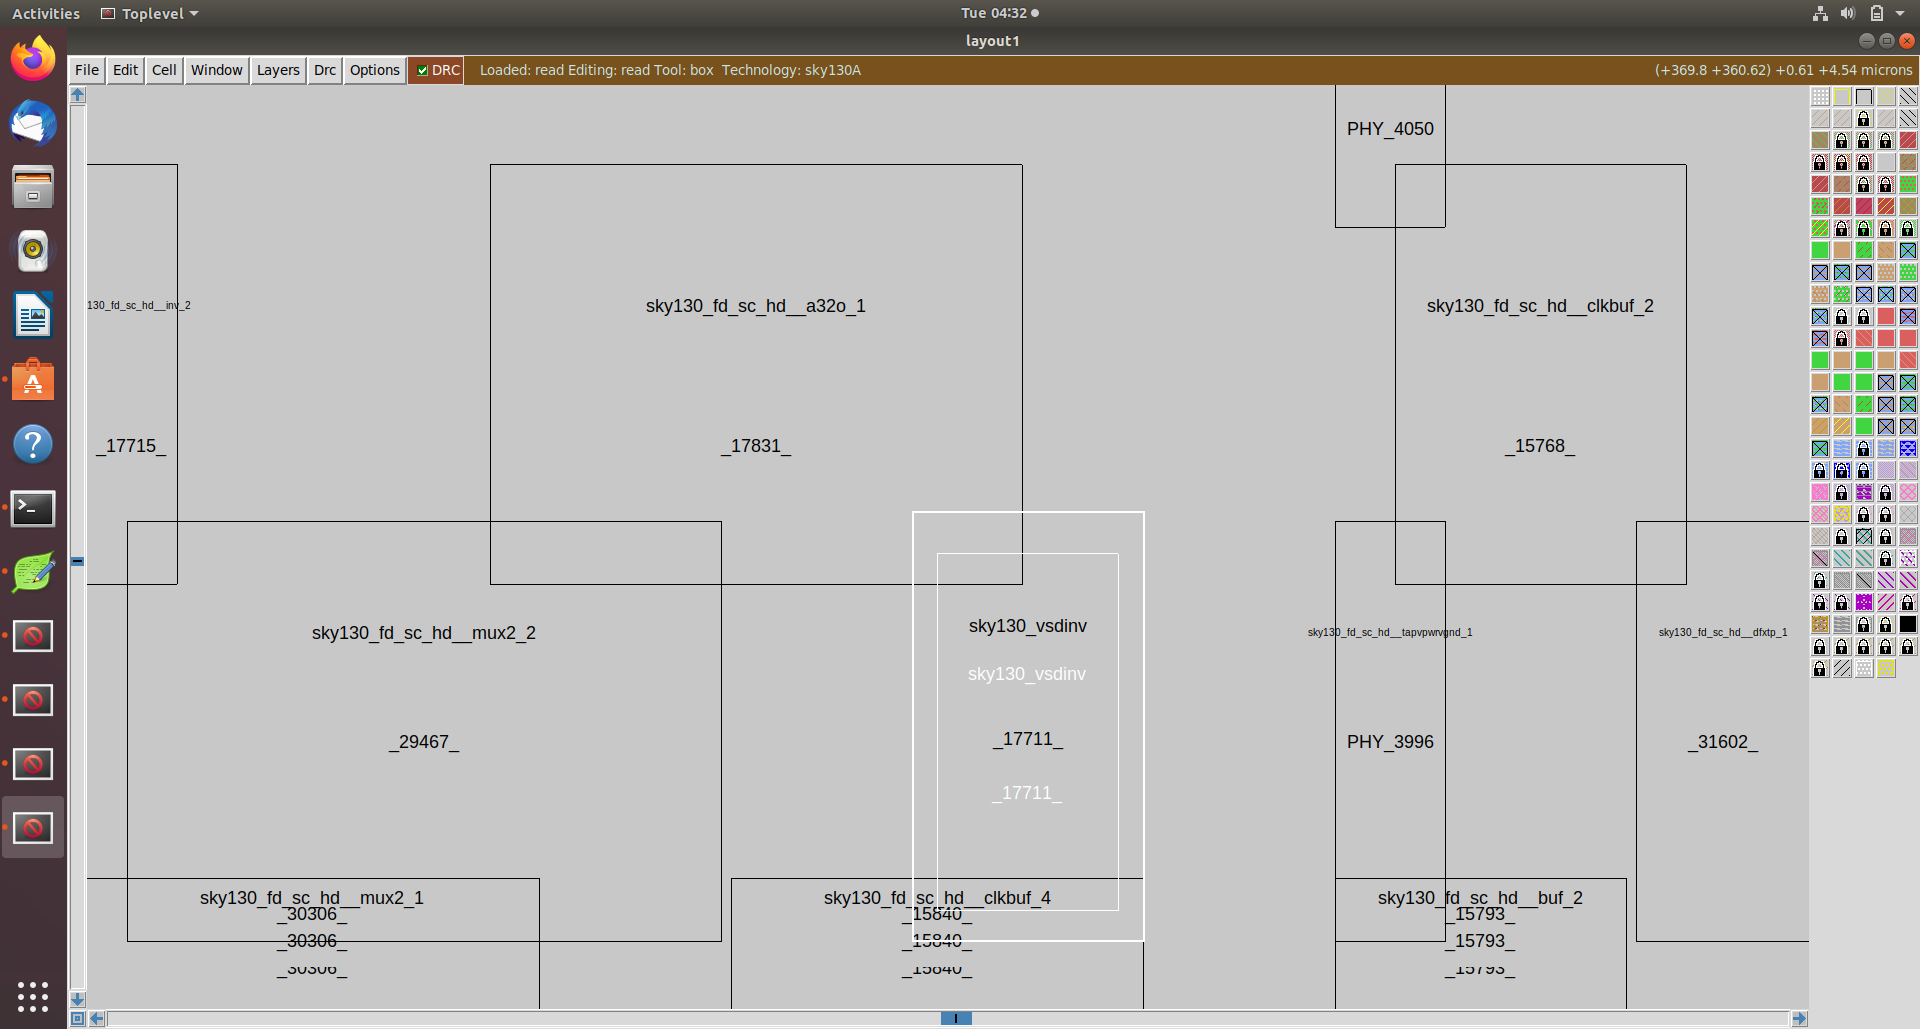 Activities
Toplevel
Tue 04:32
layout1
File Edit Cell Window Layers Drc Options DRC Loaded: read Editing: read Tool: box Technology: sky130A (+369.8 +360.62) +0.61 +4.54 microns
PHY_4050
130_fd_sc_hd__inv_2
sky130_fd_sc_hd__a32o_1
sky130_fd_sc_hd__clkbuf_2
_17715_
_17831_
_15768_
sky130_fd_sc_hd__mux2_2
sky130_vsdinv
sky130_fd_sc_hd__tapvpwrvgnd_1
sky130_fd_sc_hd__dfxtp_1
sky130_vsdinv
_29467_
_17711_
PHY_3996
_31602_
_17711_
sky130_fd_sc_hd__mux2_1
sky130_fd_sc_hd__clkbuf_4
sky130_fd_sc_hd__buf_2
_30306_
_15840_
_15793_
_30306_
_15840_
_15793_
_30306_
_15840_
_15793_